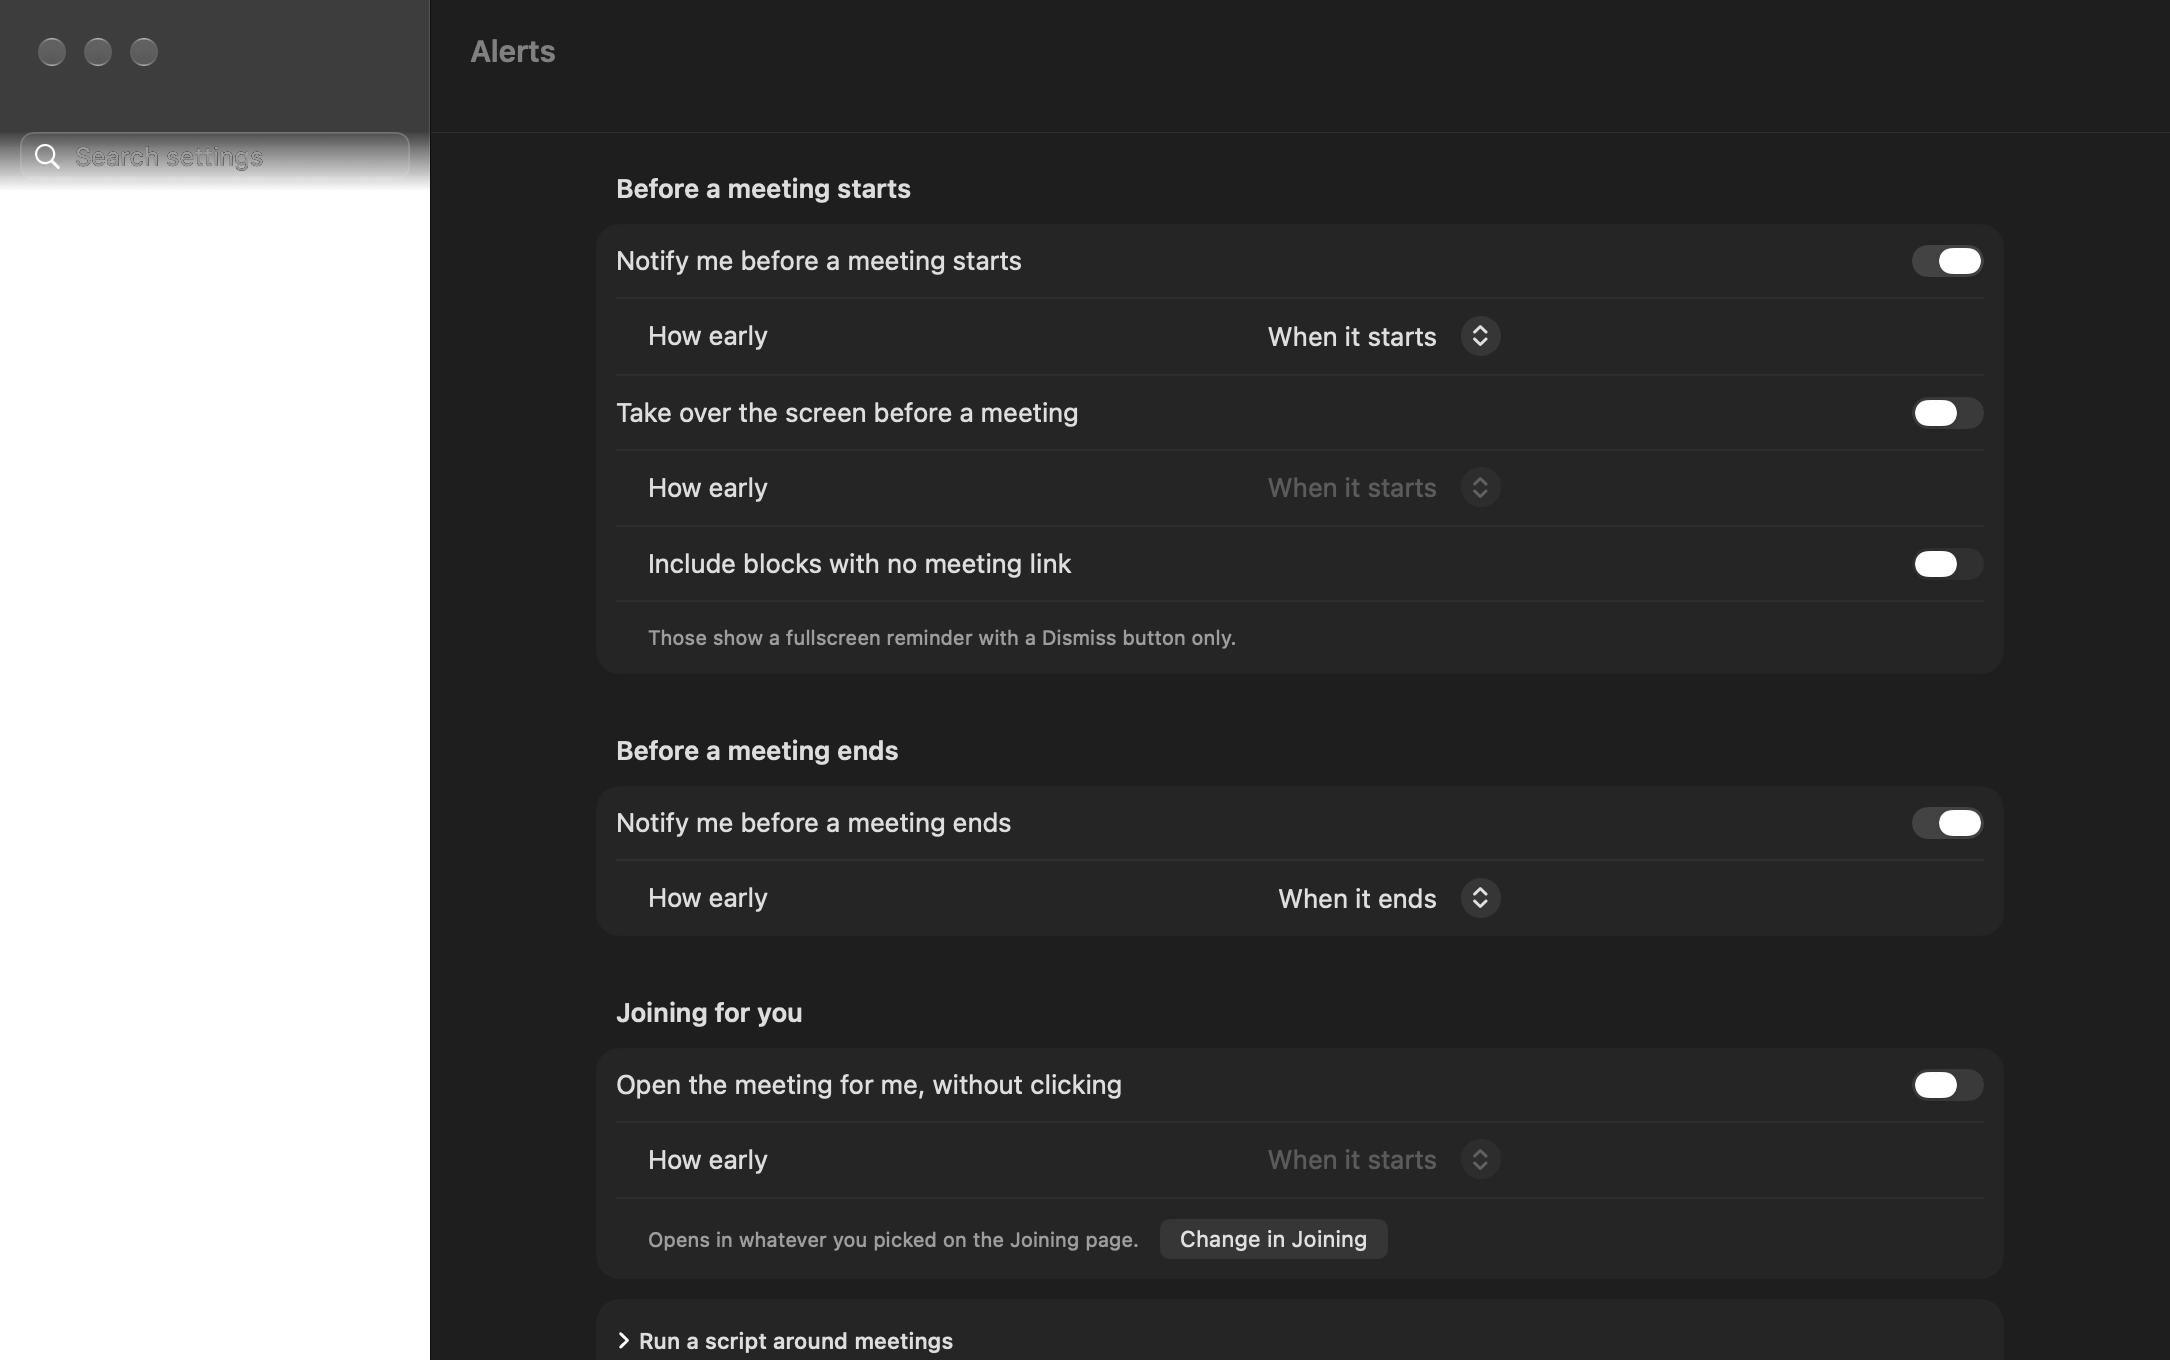 Alerts
Search settings
Before a meeting starts
Notify me before a meeting starts
How early
When it starts
Take over the screen before a meeting
How early
When it starts
Include blocks with no meeting link
Those show a fullscreen reminder with a Dismiss button only.
Before a meeting ends
Notify me before a meeting ends
How early
When it ends
Joining for you
Open the meeting for me, without clicking
How early
When it starts
Opens in whatever you picked on the Joining page.
Change in Joining
Run a script around meetings